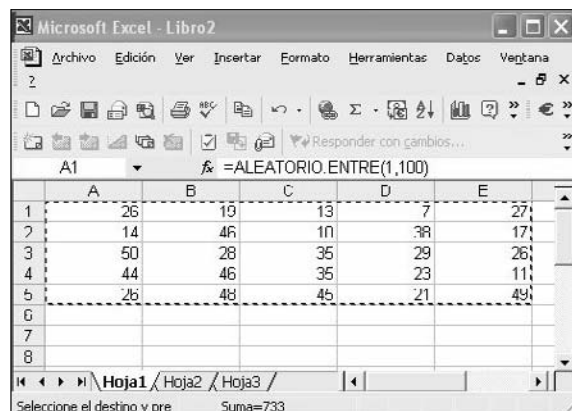 Microsoft Excel - Libro2
Archivo Edición Ver Insertar Formato Herramientas Datos Ventana
?
Responder con cambios...
A1 fx =ALEATORIO.ENTRE(1,100)
A B C D E
1 26 19 13 7 27
2 14 46 10 38 17
3 50 28 35 29 26
4 44 46 35 23 11
5 26 48 45 21 49
6
7
8
Hoja1 / Hoja2 / Hoja3 /
Seleccione el destino y pre Suma=733